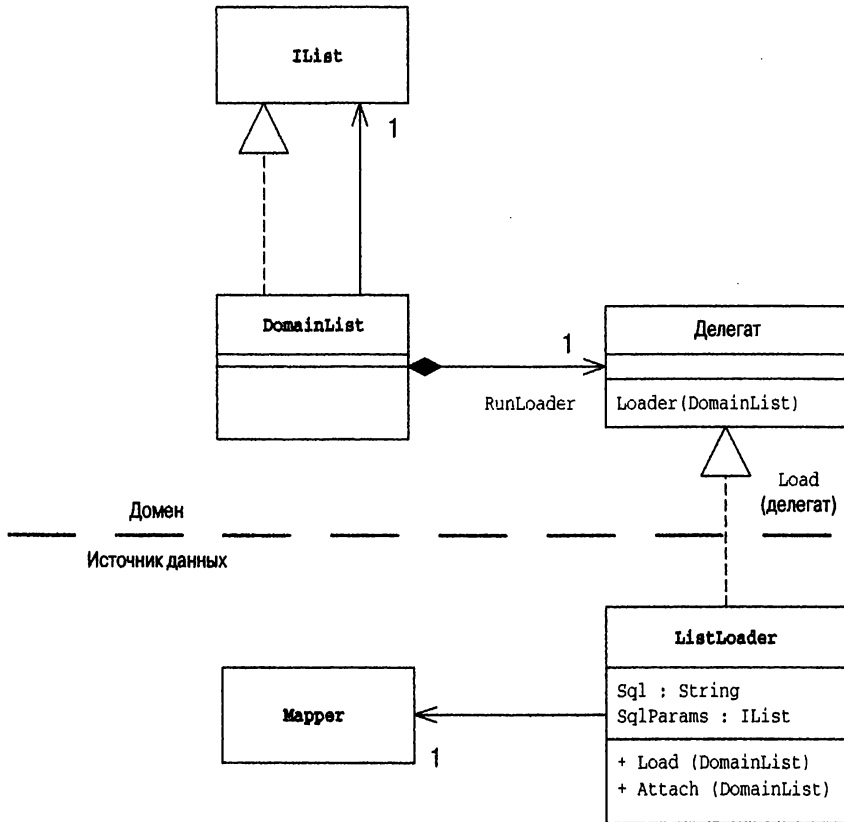 IList
1
DomainList
Делегат
1
RunLoader
Loader(DomainList)
Load
(делегат)
Домен
Источник данных
ListLoader
Sql : String
SqlParams : IList
Mapper
1
+ Load (DomainList)
+ Attach (DomainList)